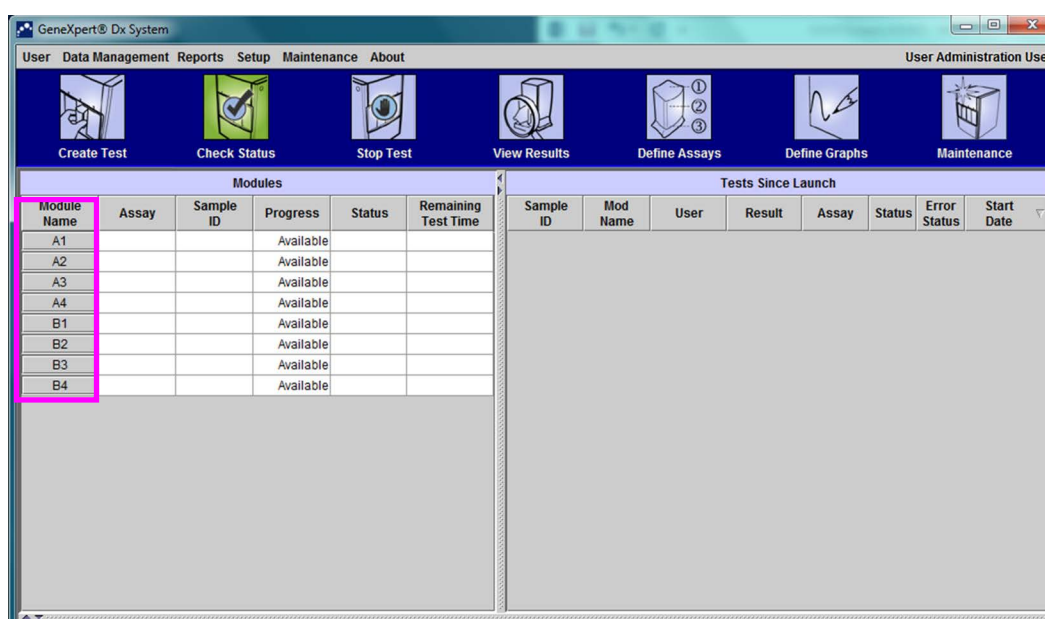 GeneXpert® Dx System
User Data Management Reports Setup Maintenance About User Administration Use
Create Test Check Status Stop Test View Results Define Assays Define Graphs Maintenance
1
2
3
Modules
Module Name Assay Sample ID Progress Status Remaining Test Time
A1 Available
A2 Available
A3 Available
A4 Available
B1 Available
B2 Available
B3 Available
B4 Available
Tests Since Launch
Sample ID Mod Name User Result Assay Status Error Status Start Date